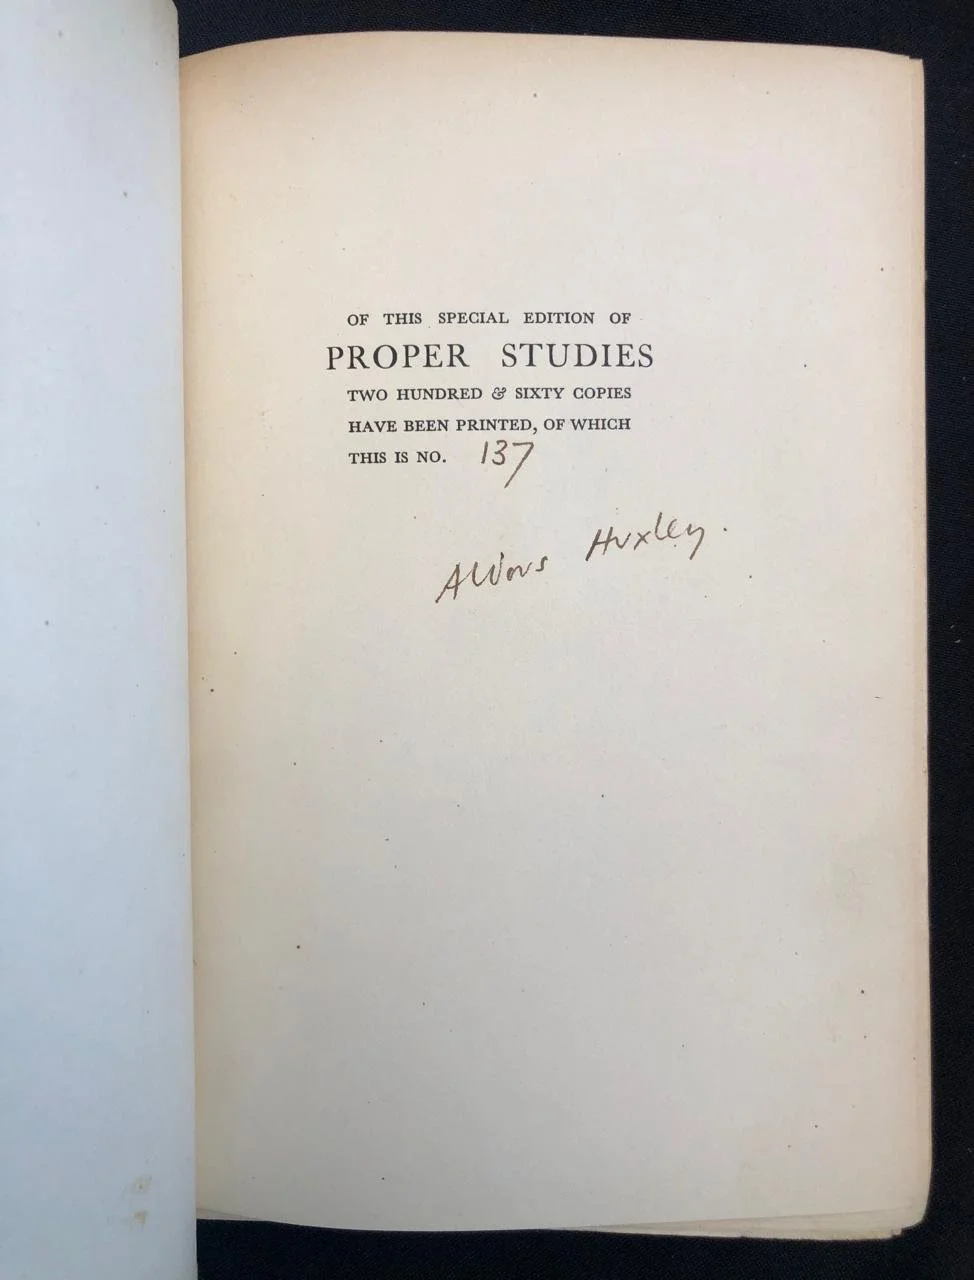 OF THIS SPECIAL EDITION OF
PROPER STUDIES
TWO HUNDRED & SIXTY COPIES
HAVE BEEN PRINTED, OF WHICH
THIS IS NO. 137
Aldous Huxley.